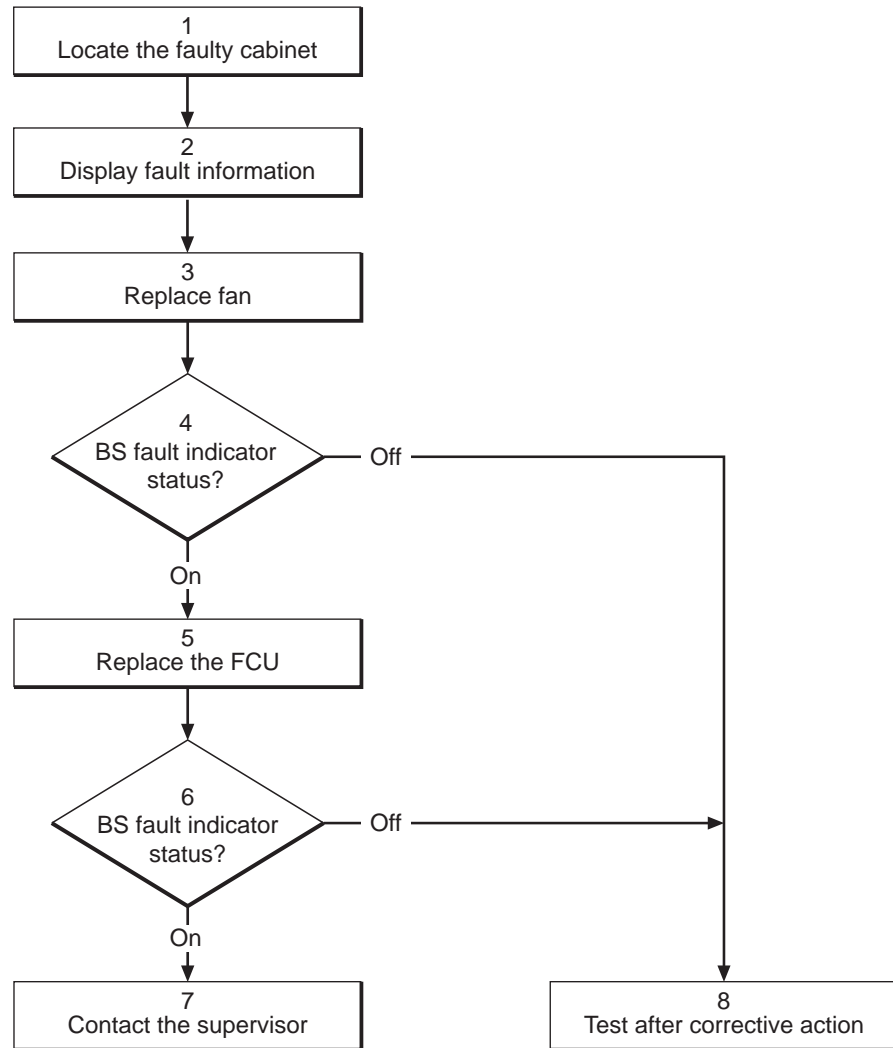 1
Locate the faulty cabinet
2
Display fault information
3
Replace fan
4
BS fault indicator
status?
Off
On
5
Replace the FCU
6
BS fault indicator
status?
Off
On
7
Contact the supervisor
8
Test after corrective action